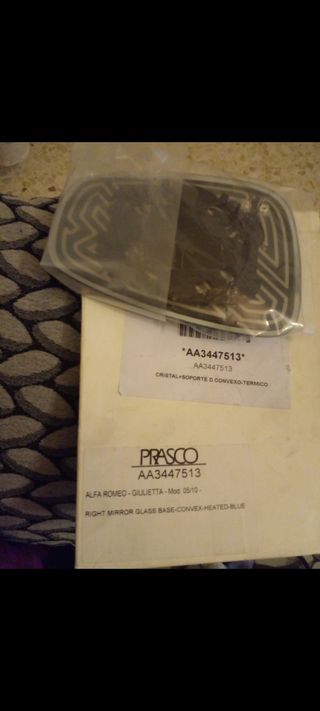 *AA3447513*
AA3447513
CRISTAL+SOPORTE D.CONVEXO-TERMICO
PRASCO
AA3447513
ALFA ROMEO - GIULIETTA - Mod. 05/10 -
RIGHT MIRROR GLASS BASE-CONVEX-HEATED-BLUE